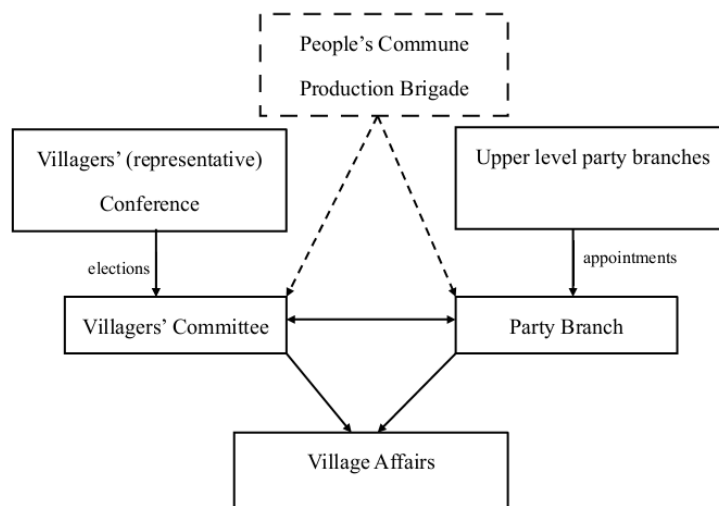 People’s Commune
Production Brigade
Villagers’ (representative)
Conference
Upper level party branches
elections
appointments
Villagers’ Committee
Party Branch
Village Affairs